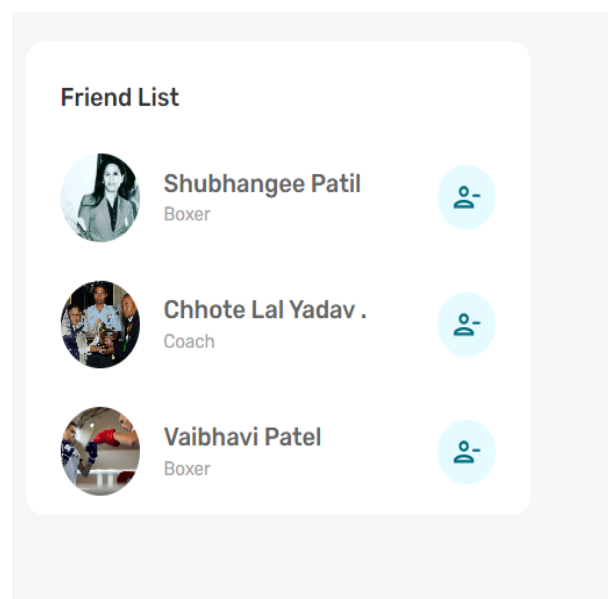 Friend List
Shubhangee Patil
Boxer
Chhote Lal Yadav .
Coach
Vaibhavi Patel
Boxer